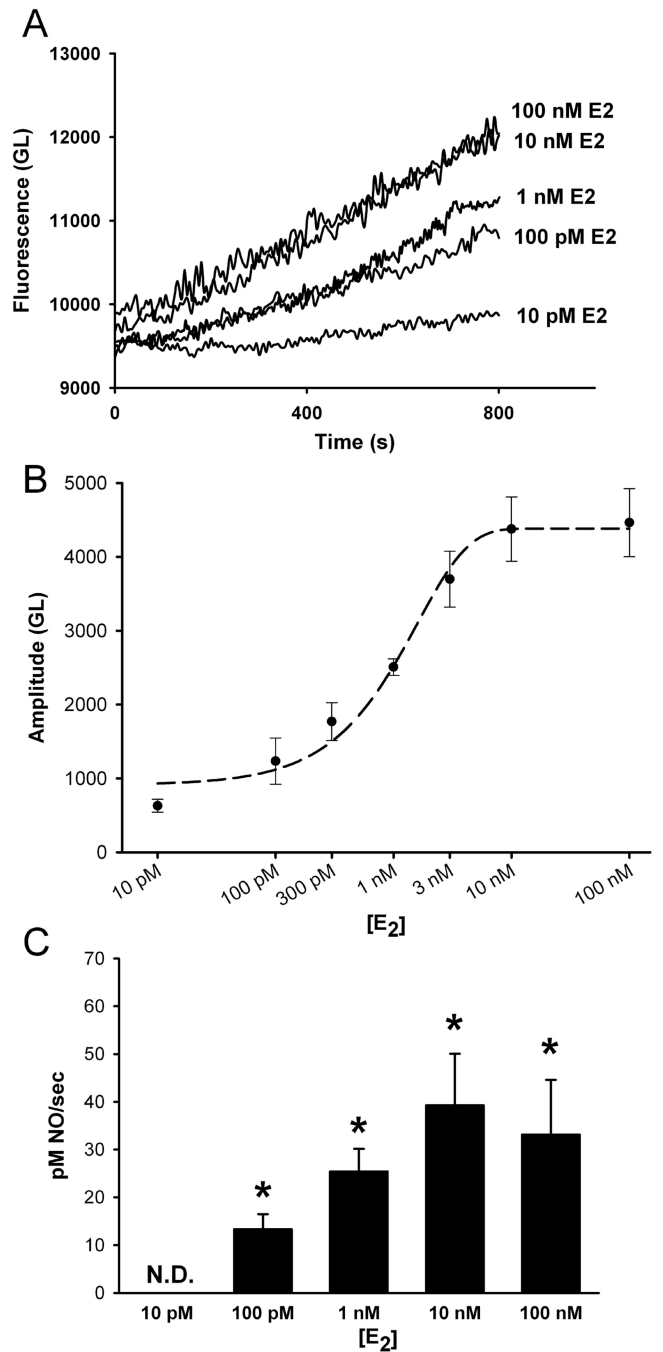 A
13000
12000
11000
10000
9000
Fluorescence (GL)
100 nM E2
10 nM E2
1 nM E2
100 pM E2
10 pM E2
0
400
800
Time (s)
B
5000
4000
3000
2000
1000
0
Amplitude (GL)
10 pM
100 pM
300 pM
1 nM
3 nM
10 nM
100 nM
[E2]
C
70
60
50
40
30
20
10
0
pM NO/sec
N.D.
*
*
*
*
10 pM
100 pM
1 nM
10 nM
100 nM
[E2]